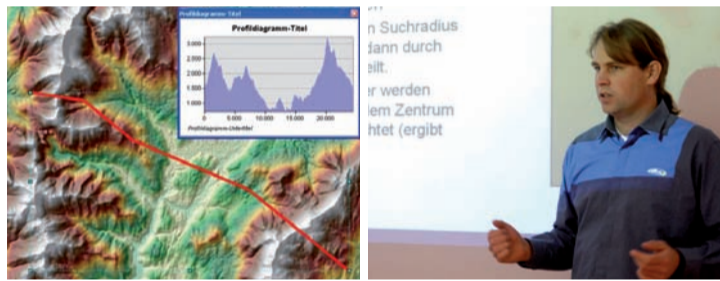 Profildiagramm-Titel
Profildiagramm-Titel
3.000
2.500
2.000
1.500
1.000
0 5.000 10.000 15.000 20.000
Profildiagramm-Untertitel
n Suchradius
dann durch
eilt.
er werden
lem Zentrum
htet (ergibt